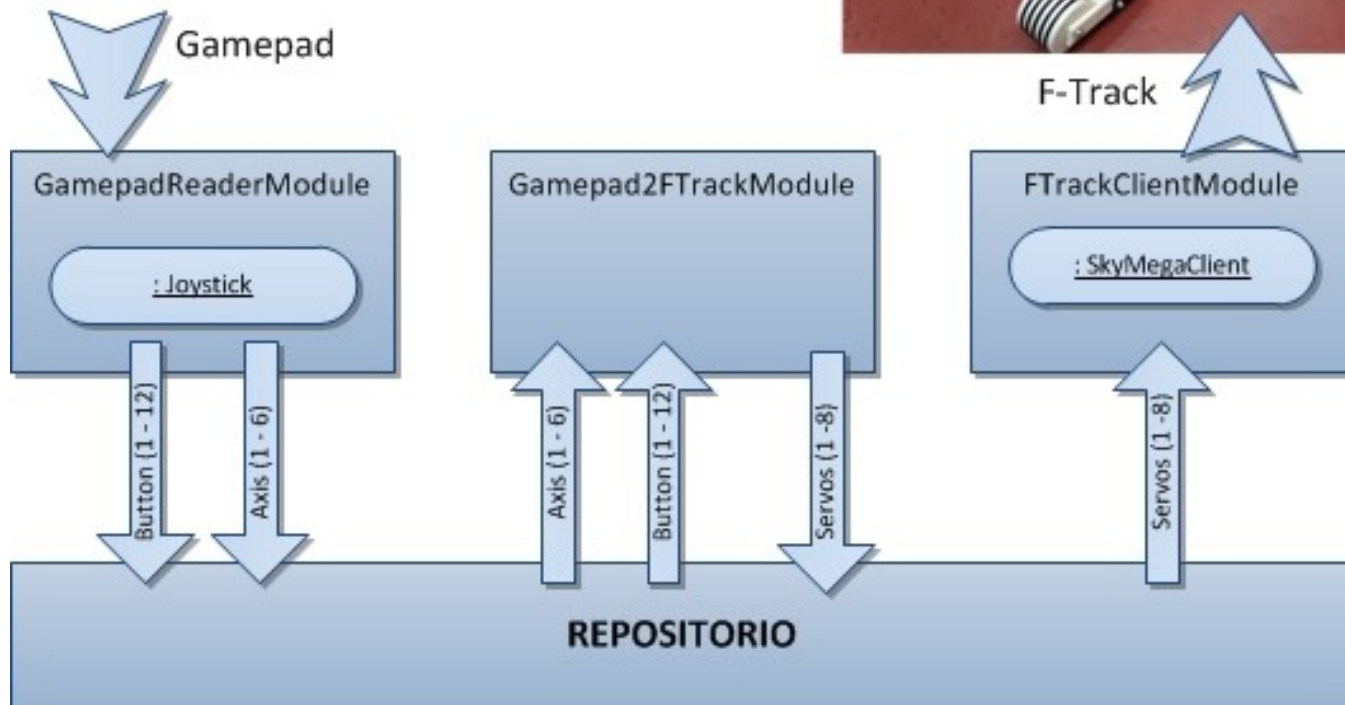 Gamepad
F-Track
GamepadReaderModule
: Joystick
Gamepad2FTrackModule
FTrackClientModule
: SkyMegaClient
Button (1 - 12)
Axis (1 - 6)
Axis (1 - 6)
Button (1 - 12)
Servos (1 -8)
Servos (1 -8)
REPOSITORIO